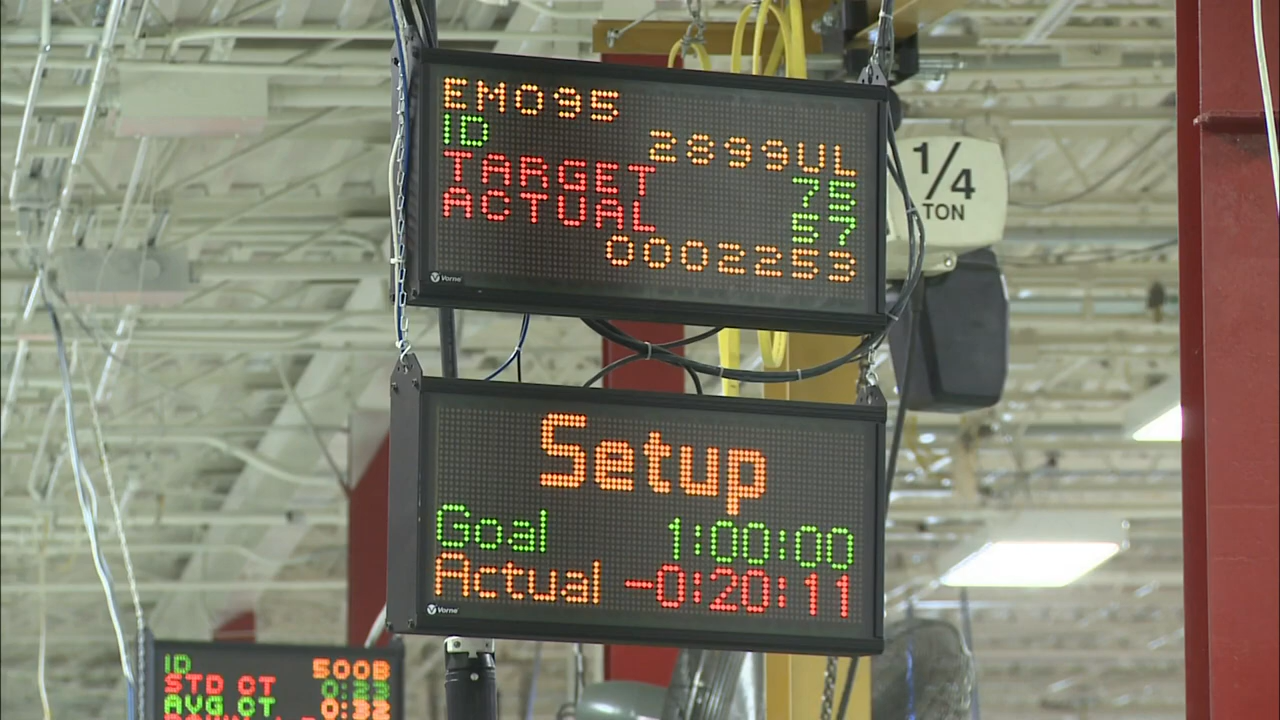 EM095
ID 2899UL
TARGET 75
ACTUAL 57
0002253
Vorne
1/4
TON
Setup
Goal 1:00:00
Actual -0:20:11
Vorne
ID 500B
STD CT 0:23
AVG CT 0:32